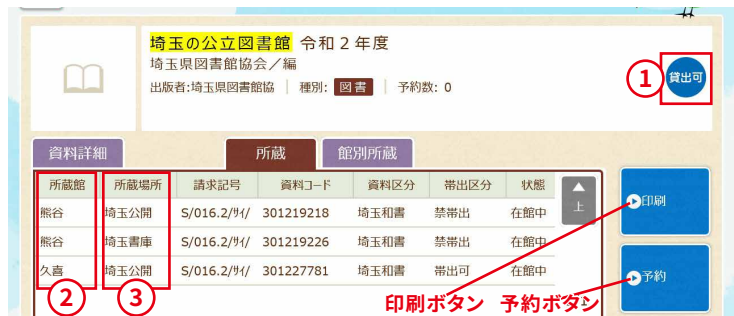 埼玉の公立図書館 令和2年度
埼玉県図書館協会／編
出版者:埼玉県図書館協 種別: 図書 予約数: 0
① 貸出可
資料詳細 所蔵 館別所蔵
所蔵館 所蔵場所 請求記号 資料コード 資料区分 帯出区分 状態
熊谷 埼玉公開 S/016.2/ｻｲ/ 301219218 埼玉和書 禁帯出 在館中
熊谷 埼玉書庫 S/016.2/ｻｲ/ 301219226 埼玉和書 禁帯出 在館中
久喜 埼玉公開 S/016.2/ｻｲ/ 301227781 埼玉和書 帯出可 在館中
▲
上
印刷
予約
② ③
印刷ボタン 予約ボタン